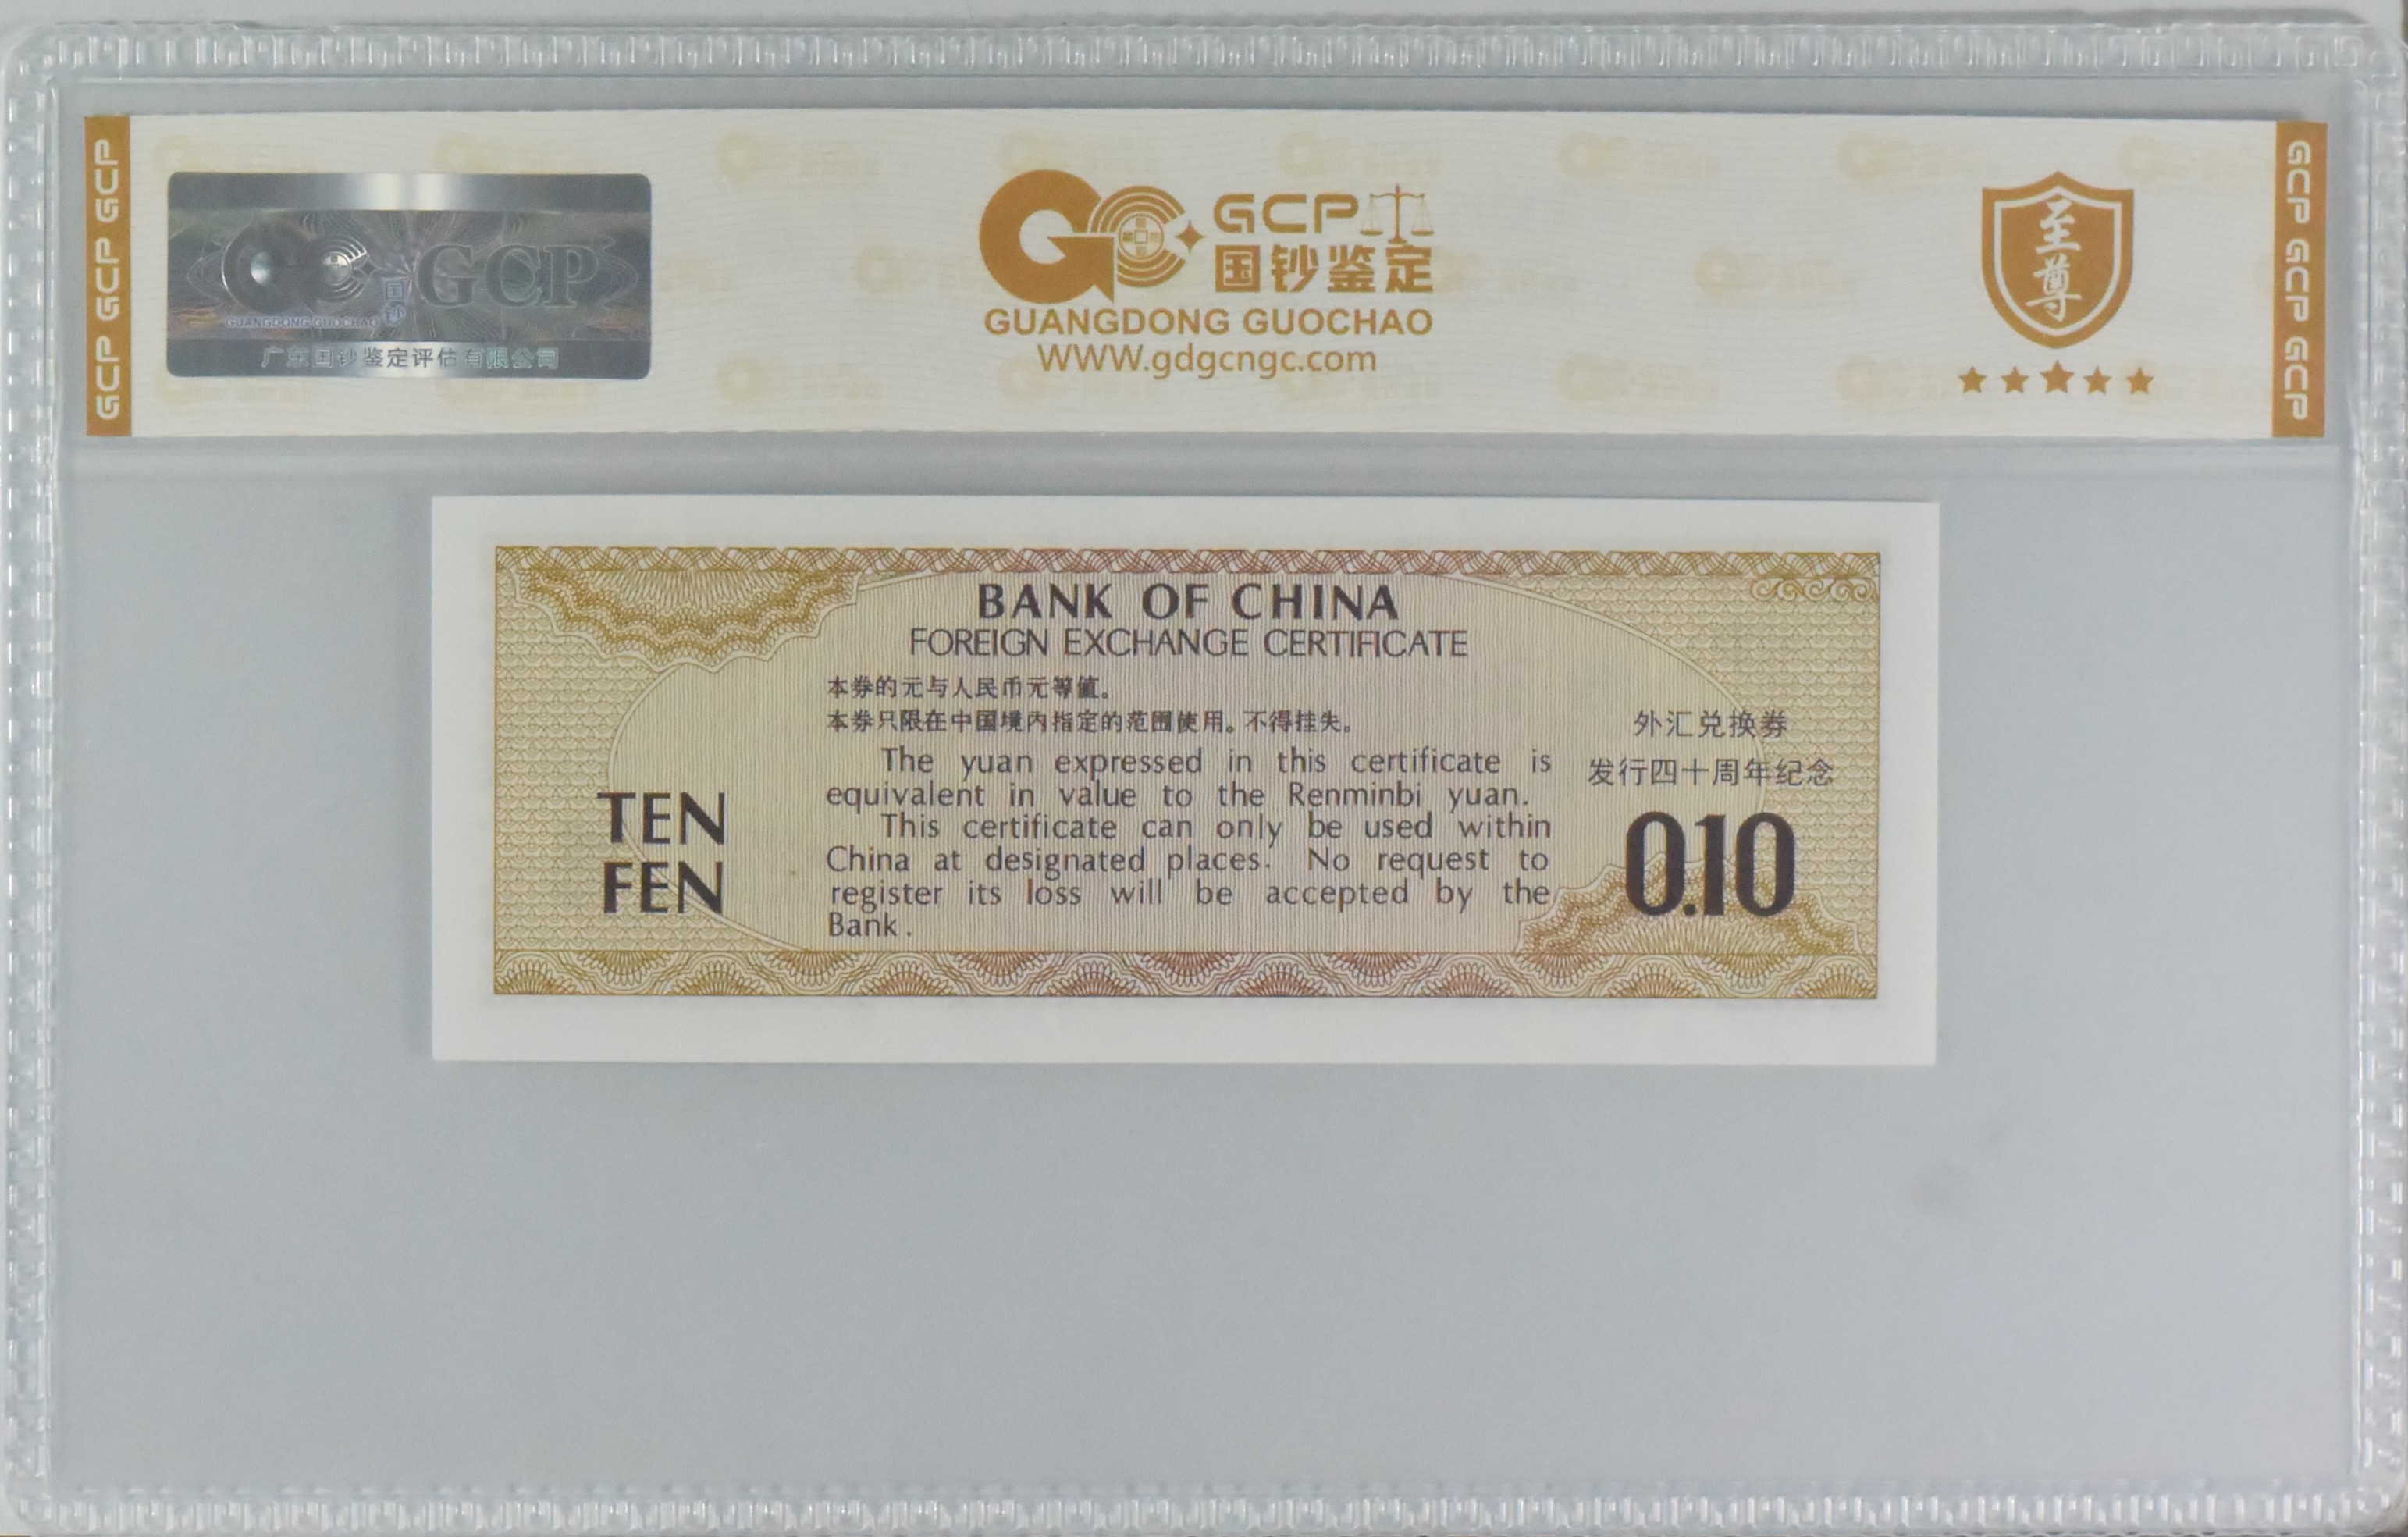 GCP GCP GCP
GCP
国钞
GUANGDONG GUOCHAO
广东国钞鉴定评估有限公司
GCP
国钞鉴定
GUANGDONG GUOCHAO
WWW.gdgcngc.com
至尊
GCP GCP GCP
BANK OF CHINA
FOREIGN EXCHANGE CERTIFICATE
本券的元与人民币元等值。
本券只限在中国境内指定的范围使用。不得挂失。
The yuan expressed in this certificate is
equivalent in value to the Renminbi yuan.
This certificate can only be used within
China at designated places. No request to
register its loss will be accepted by the
Bank.
TEN
FEN
外汇兑换券
发行四十周年纪念
0.10